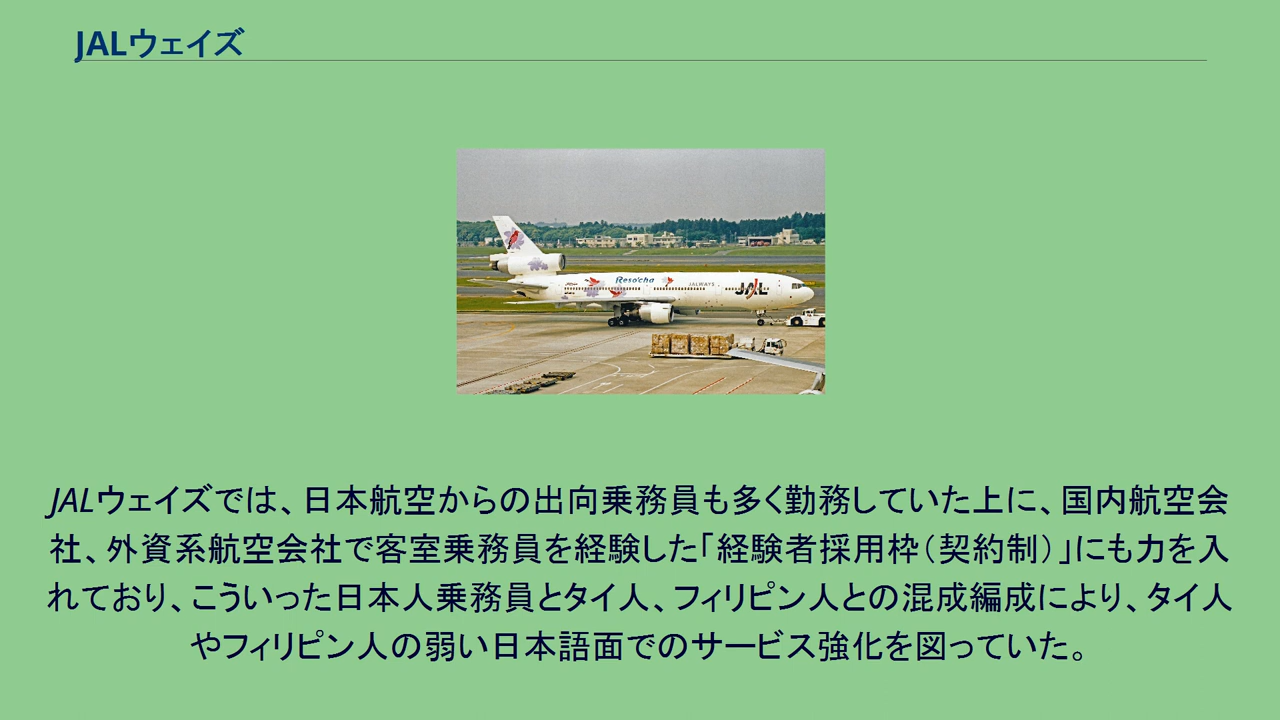 JALウェイズ
Reso'cha
JALWAYS
JAL
JALウェイズでは、日本航空からの出向乗務員も多く勤務していた上に、国内航空会
社、外資系航空会社で客室乗務員を経験した「経験者採用枠（契約制）」にも力を入
れており、こういった日本人乗務員とタイ人、フィリピン人との混成編成により、タイ人
やフィリピン人の弱い日本語面でのサービス強化を図っていた。